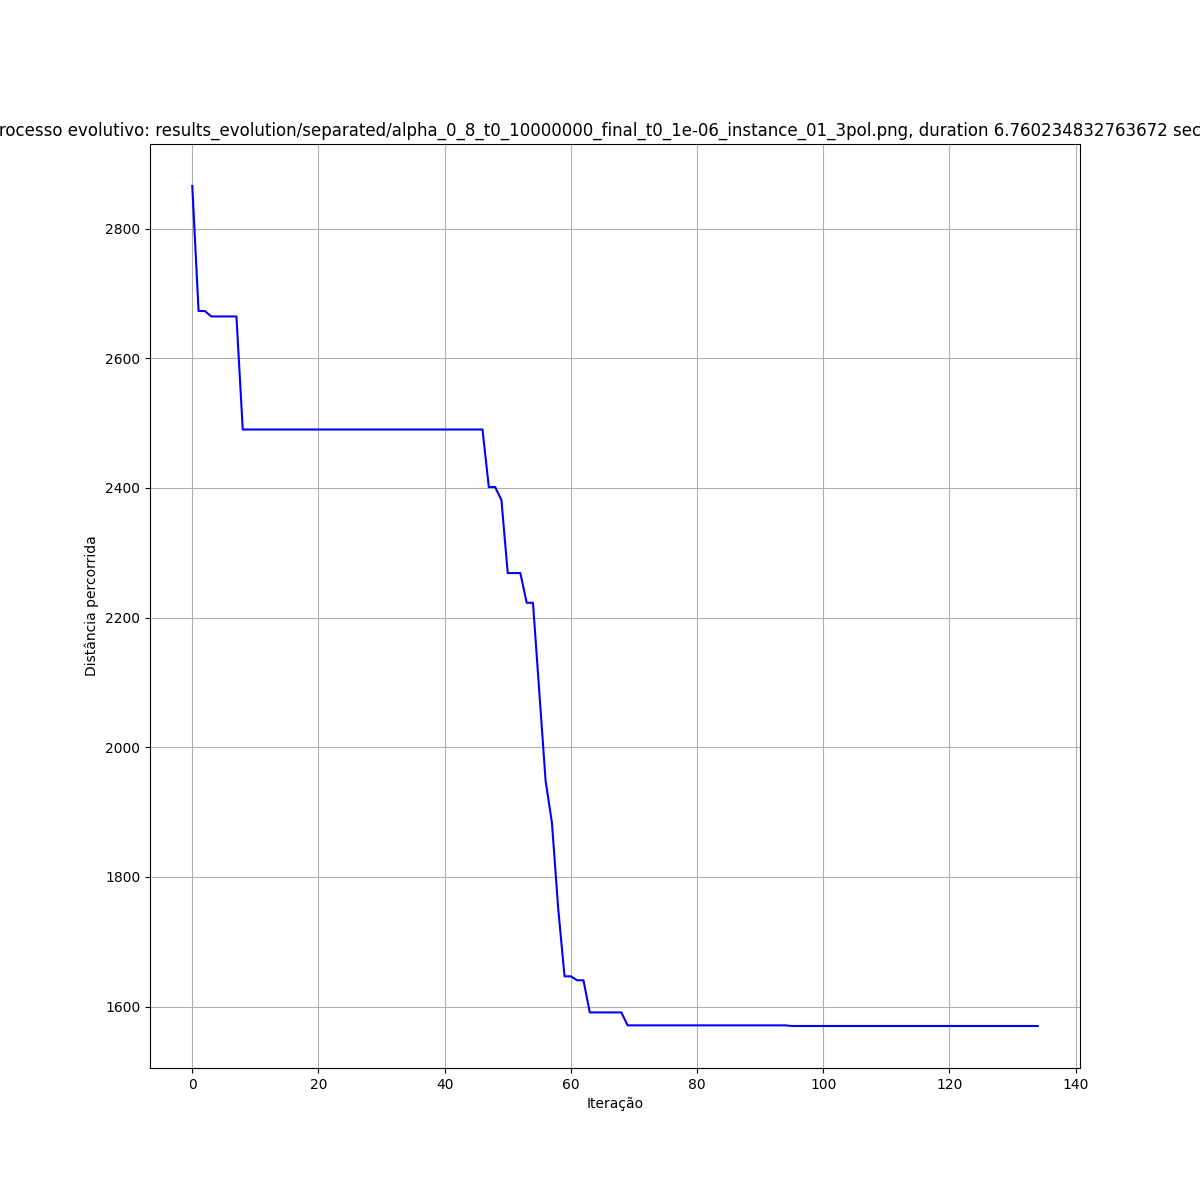 rocesso evolutivo: results_evolution/separated/alpha_0_8_t0_10000000_final_t0_1e-06_instance_01_3pol.png, duration 6.760234832763672 sec
2800
2600
2400
2200
2000
1800
1600
Distância percorrida
0 20 40 60 80 100 120 140
Iteração